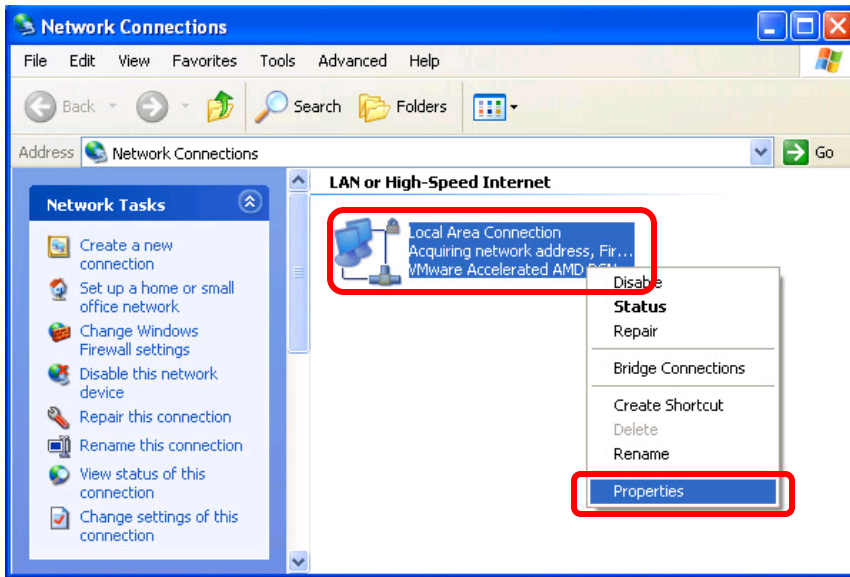 Network Connections
File Edit View Favorites Tools Advanced Help
Back Search Folders
Address Network Connections Go
Network Tasks
Create a new
connection
Set up a home or small
office network
Change Windows
Firewall settings
Disable this network
device
Repair this connection
Rename this connection
View status of this
connection
Change settings of this
connection
LAN or High-Speed Internet
Local Area Connection
Acquiring network address, Fir...
VMware Accelerated AMD
Disable
Status
Repair
Bridge Connections
Create Shortcut
Delete
Rename
Properties